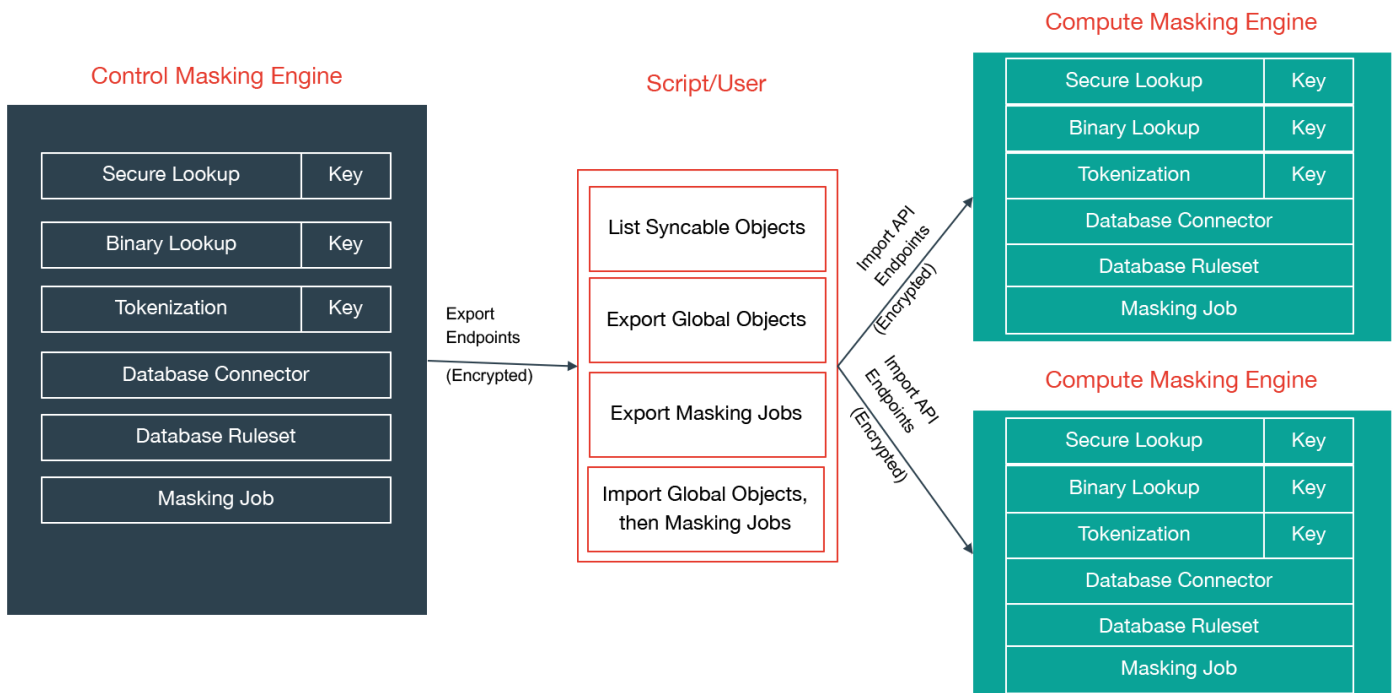 Control Masking Engine
Secure Lookup Key
Binary Lookup Key
Tokenization Key
Database Connector
Database Ruleset
Masking Job
Export
Endpoints
(Encrypted)
Script/User
List Syncable Objects
Export Global Objects
Export Masking Jobs
Import Global Objects,
then Masking Jobs
Import API
Endpoints
(Encrypted)
Import API
Endpoints
(Encrypted)
Compute Masking Engine
Secure Lookup Key
Binary Lookup Key
Tokenization Key
Database Connector
Database Ruleset
Masking Job
Compute Masking Engine
Secure Lookup Key
Binary Lookup Key
Tokenization Key
Database Connector
Database Ruleset
Masking Job